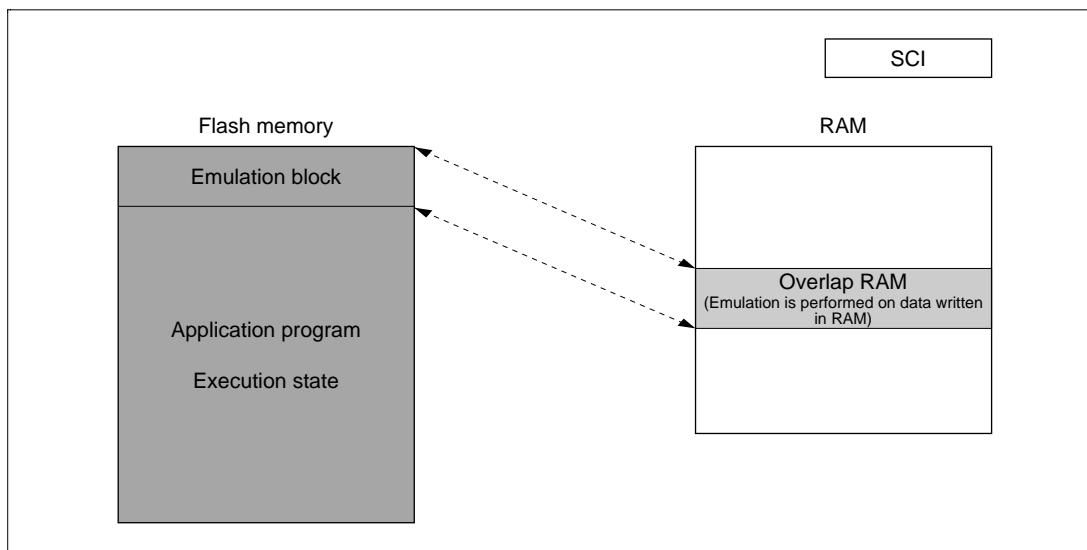 SCI
Flash memory
RAM
Emulation block
Overlap RAM
(Emulation is performed on data written
in RAM)
Application program
Execution state